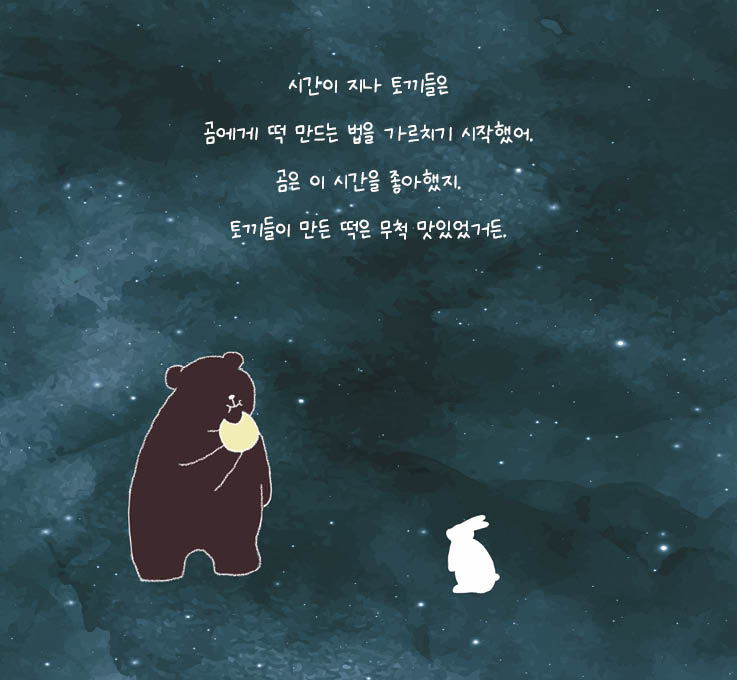 시간이 지나 토끼들은
곰에게 떡 만드는 법을 가르치기 시작했어.
곰은 이 시간을 좋아했지.
토끼들이 만든 떡은 무척 맛있었거든.